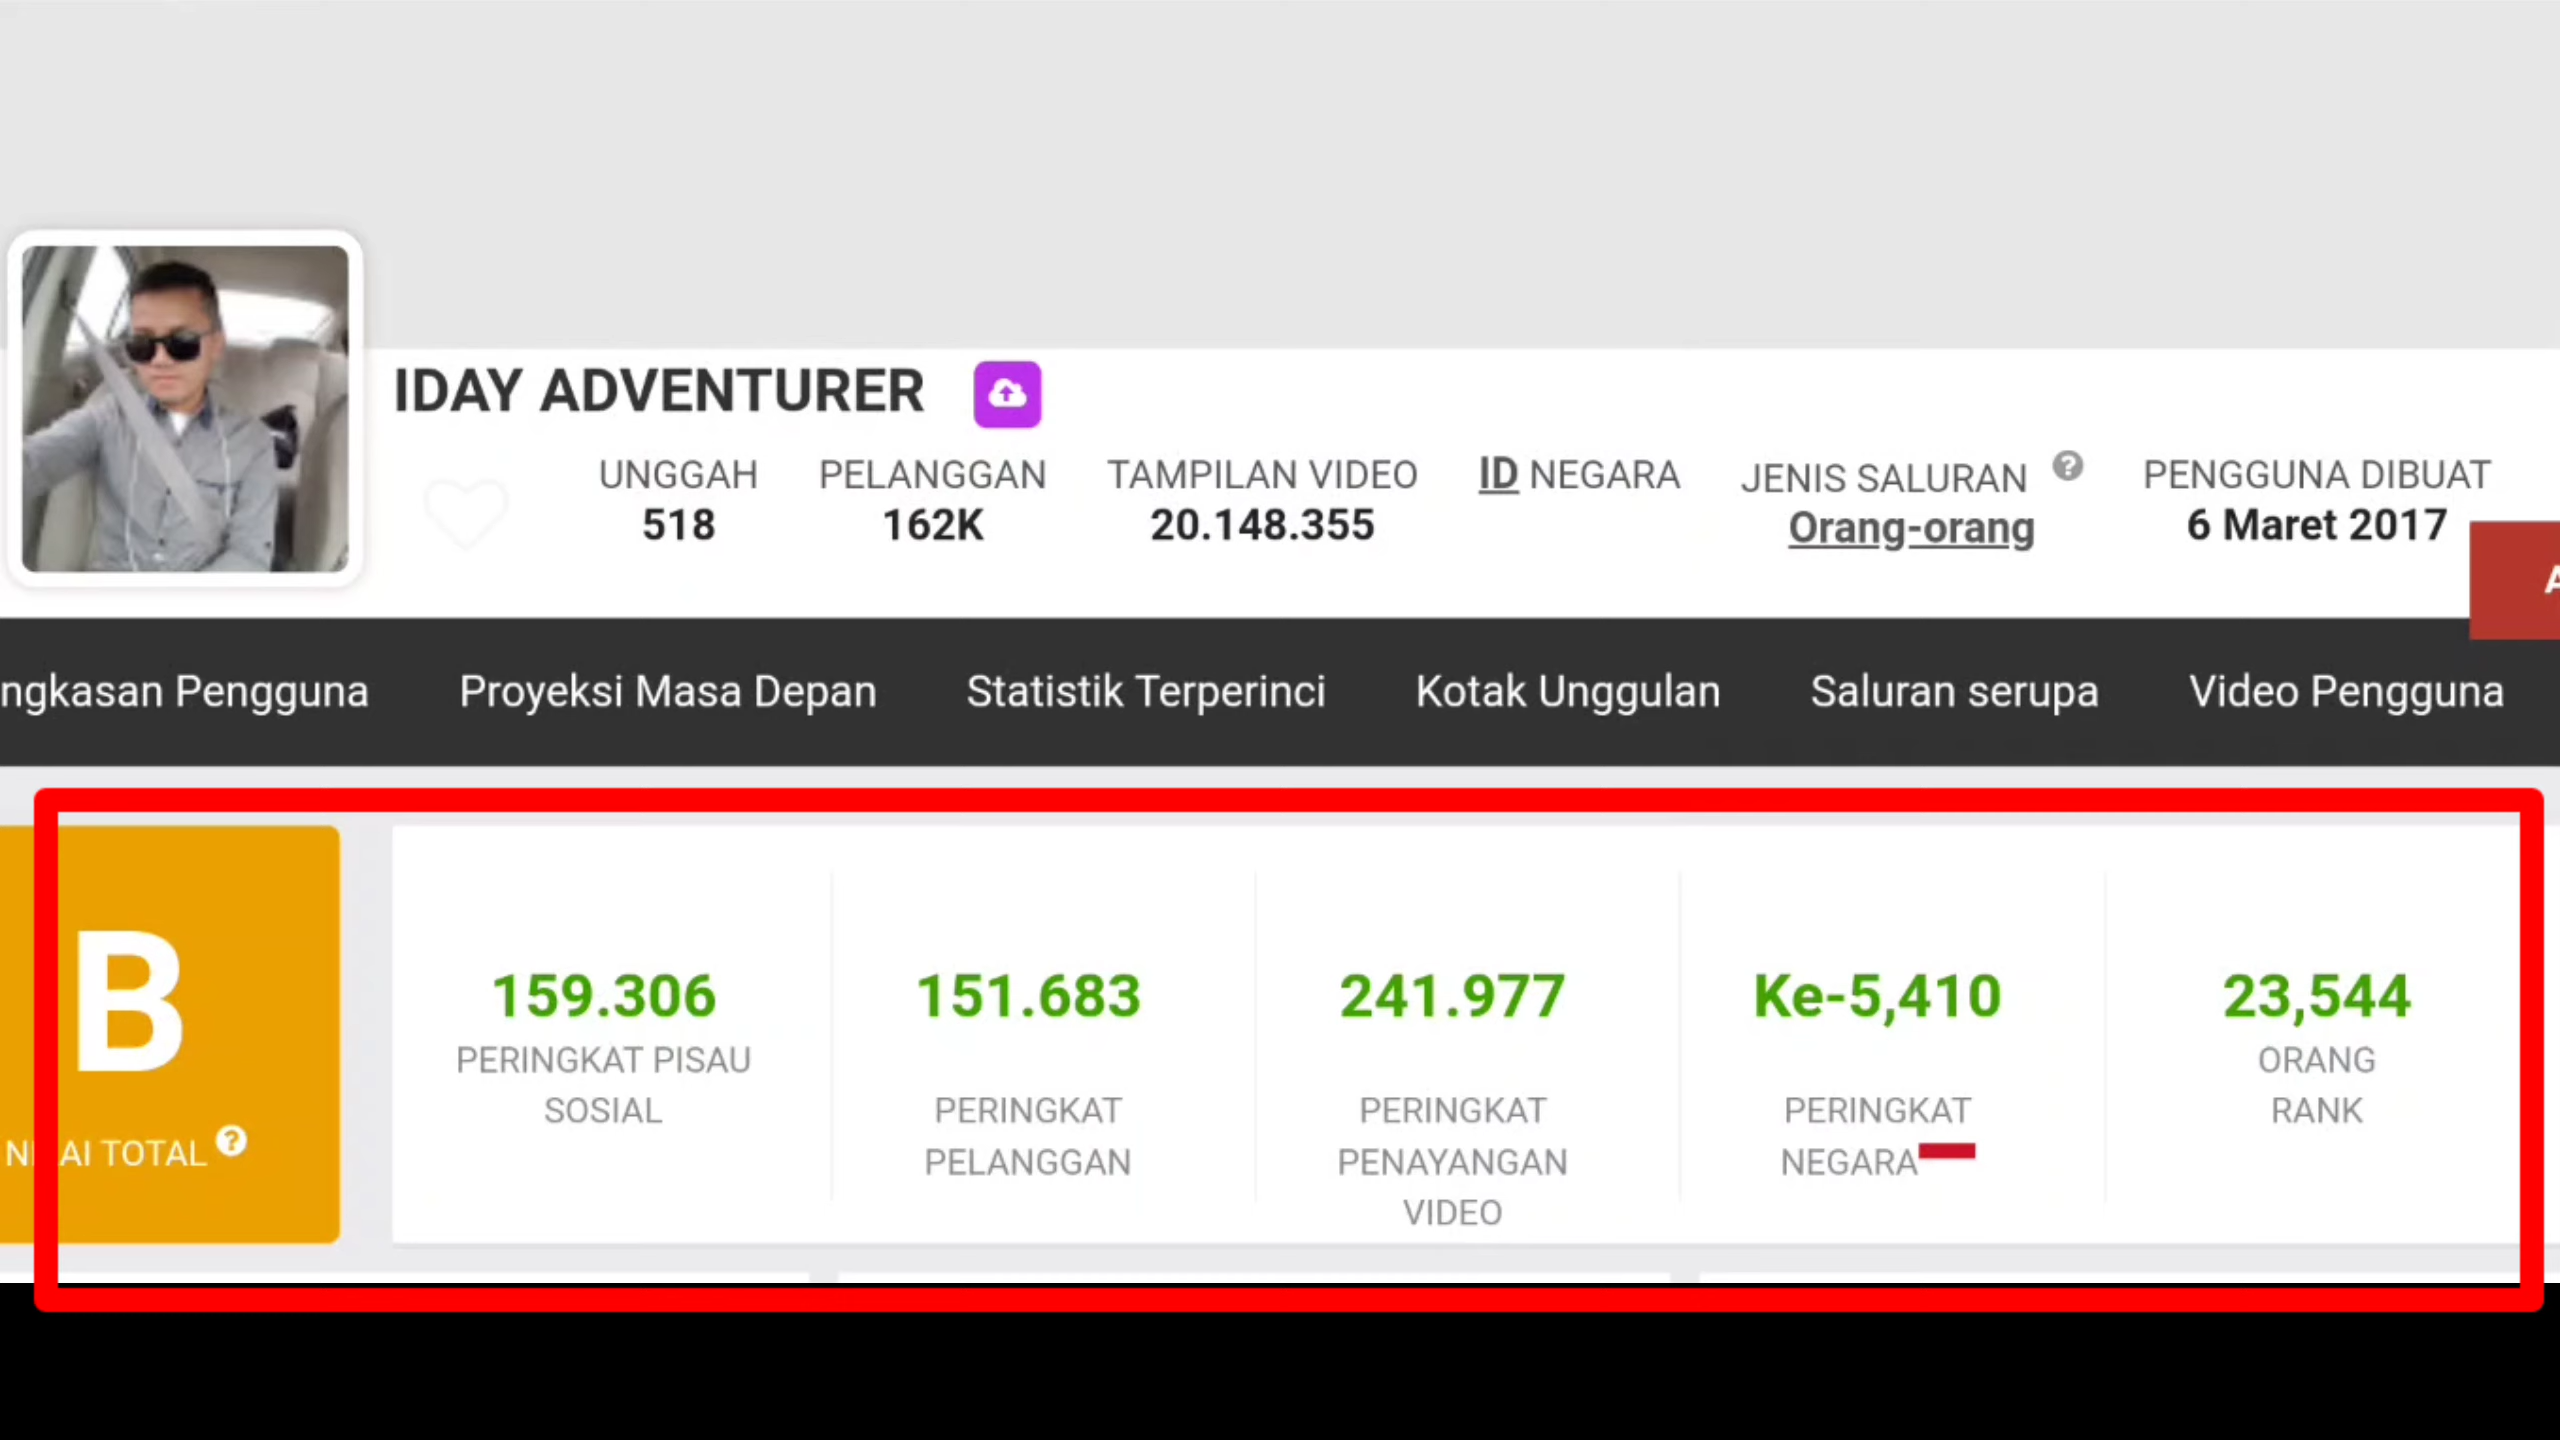 IDAY ADVENTURER
UNGGAH
518
PELANGGAN
162K
TAMPILAN VIDEO
20.148.355
ID NEGARA
JENIS SALURAN ?
Orang-orang
PENGGUNA DIBUAT
6 Maret 2017
A
ngkasan Pengguna
Proyeksi Masa Depan
Statistik Terperinci
Kotak Unggulan
Saluran serupa
Video Pengguna
B
TOTAL ?
159.306
PERINGKAT PISAU
SOSIAL
151.683
PERINGKAT
PELANGGAN
241.977
PERINGKAT
PENAYANGAN
VIDEO
Ke-5,410
PERINGKAT
NEGARA
23,544
ORANG
RANK